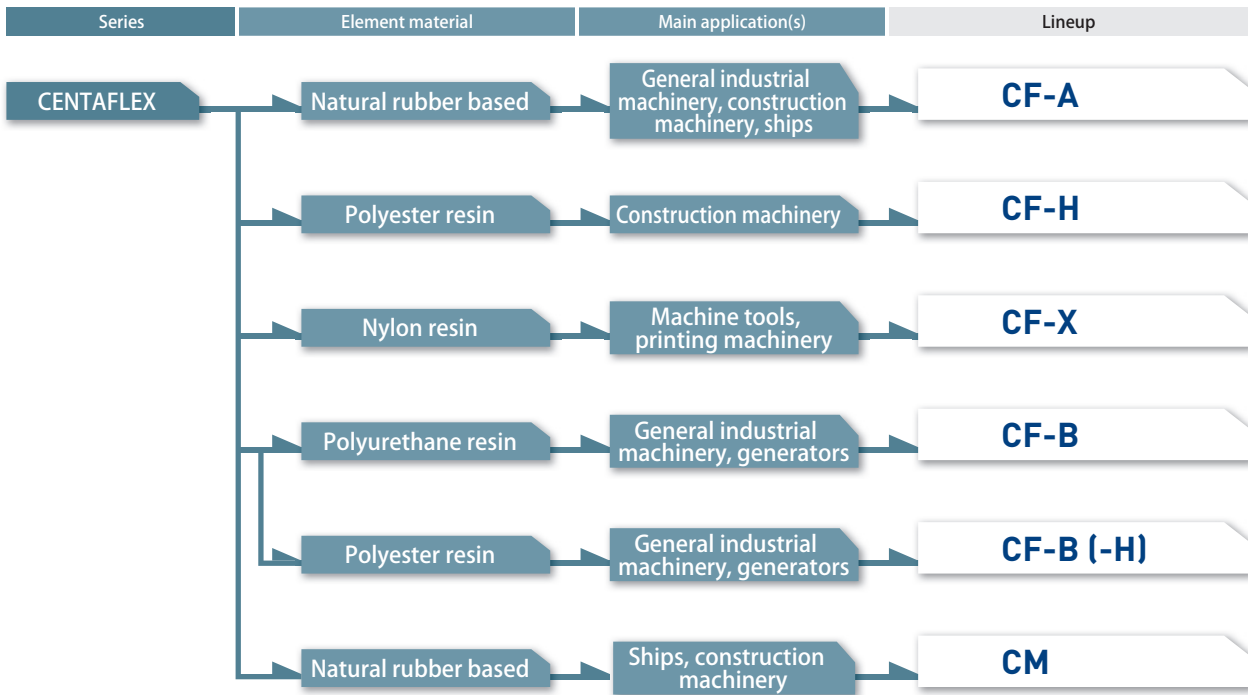 Series
Element material
Main application(s)
Lineup
CENTAFLEX
Natural rubber based
General industrial
machinery, construction
machinery, ships
CF-A
Polyester resin
Construction machinery
CF-H
Nylon resin
Machine tools,
printing machinery
CF-X
Polyurethane resin
General industrial
machinery, generators
CF-B
Polyester resin
General industrial
machinery, generators
CF-B (-H)
Natural rubber based
Ships, construction
machinery
CM